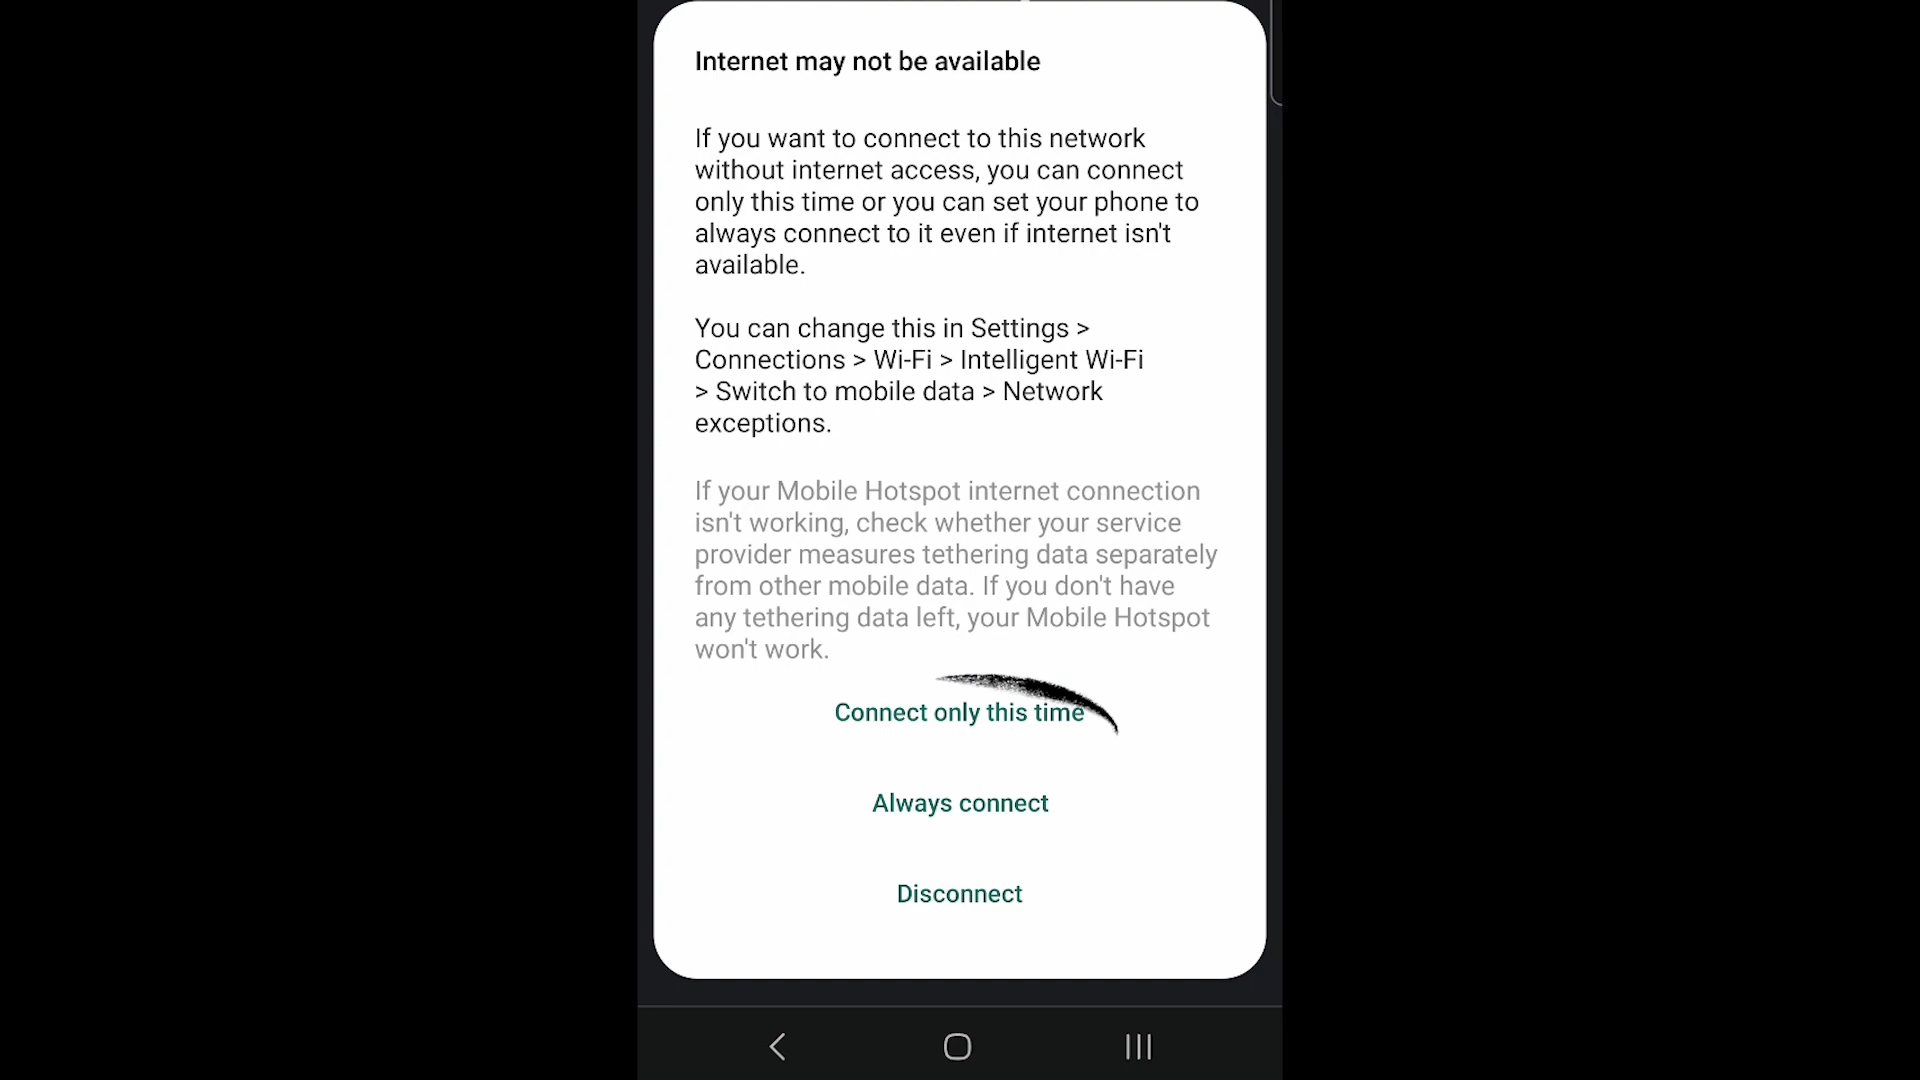 Internet may not be available
If you want to connect to this network
without internet access, you can connect
only this time or you can set your phone to
always connect to it even if internet isn't
available.
You can change this in Settings >
Connections > Wi-Fi > Intelligent Wi-Fi
> Switch to mobile data > Network
exceptions.
If your Mobile Hotspot internet connection
isn't working, check whether your service
provider measures tethering data separately
from other mobile data. If you don't have
any tethering data left, your Mobile Hotspot
won't work.
Connect only this time
Always connect
Disconnect